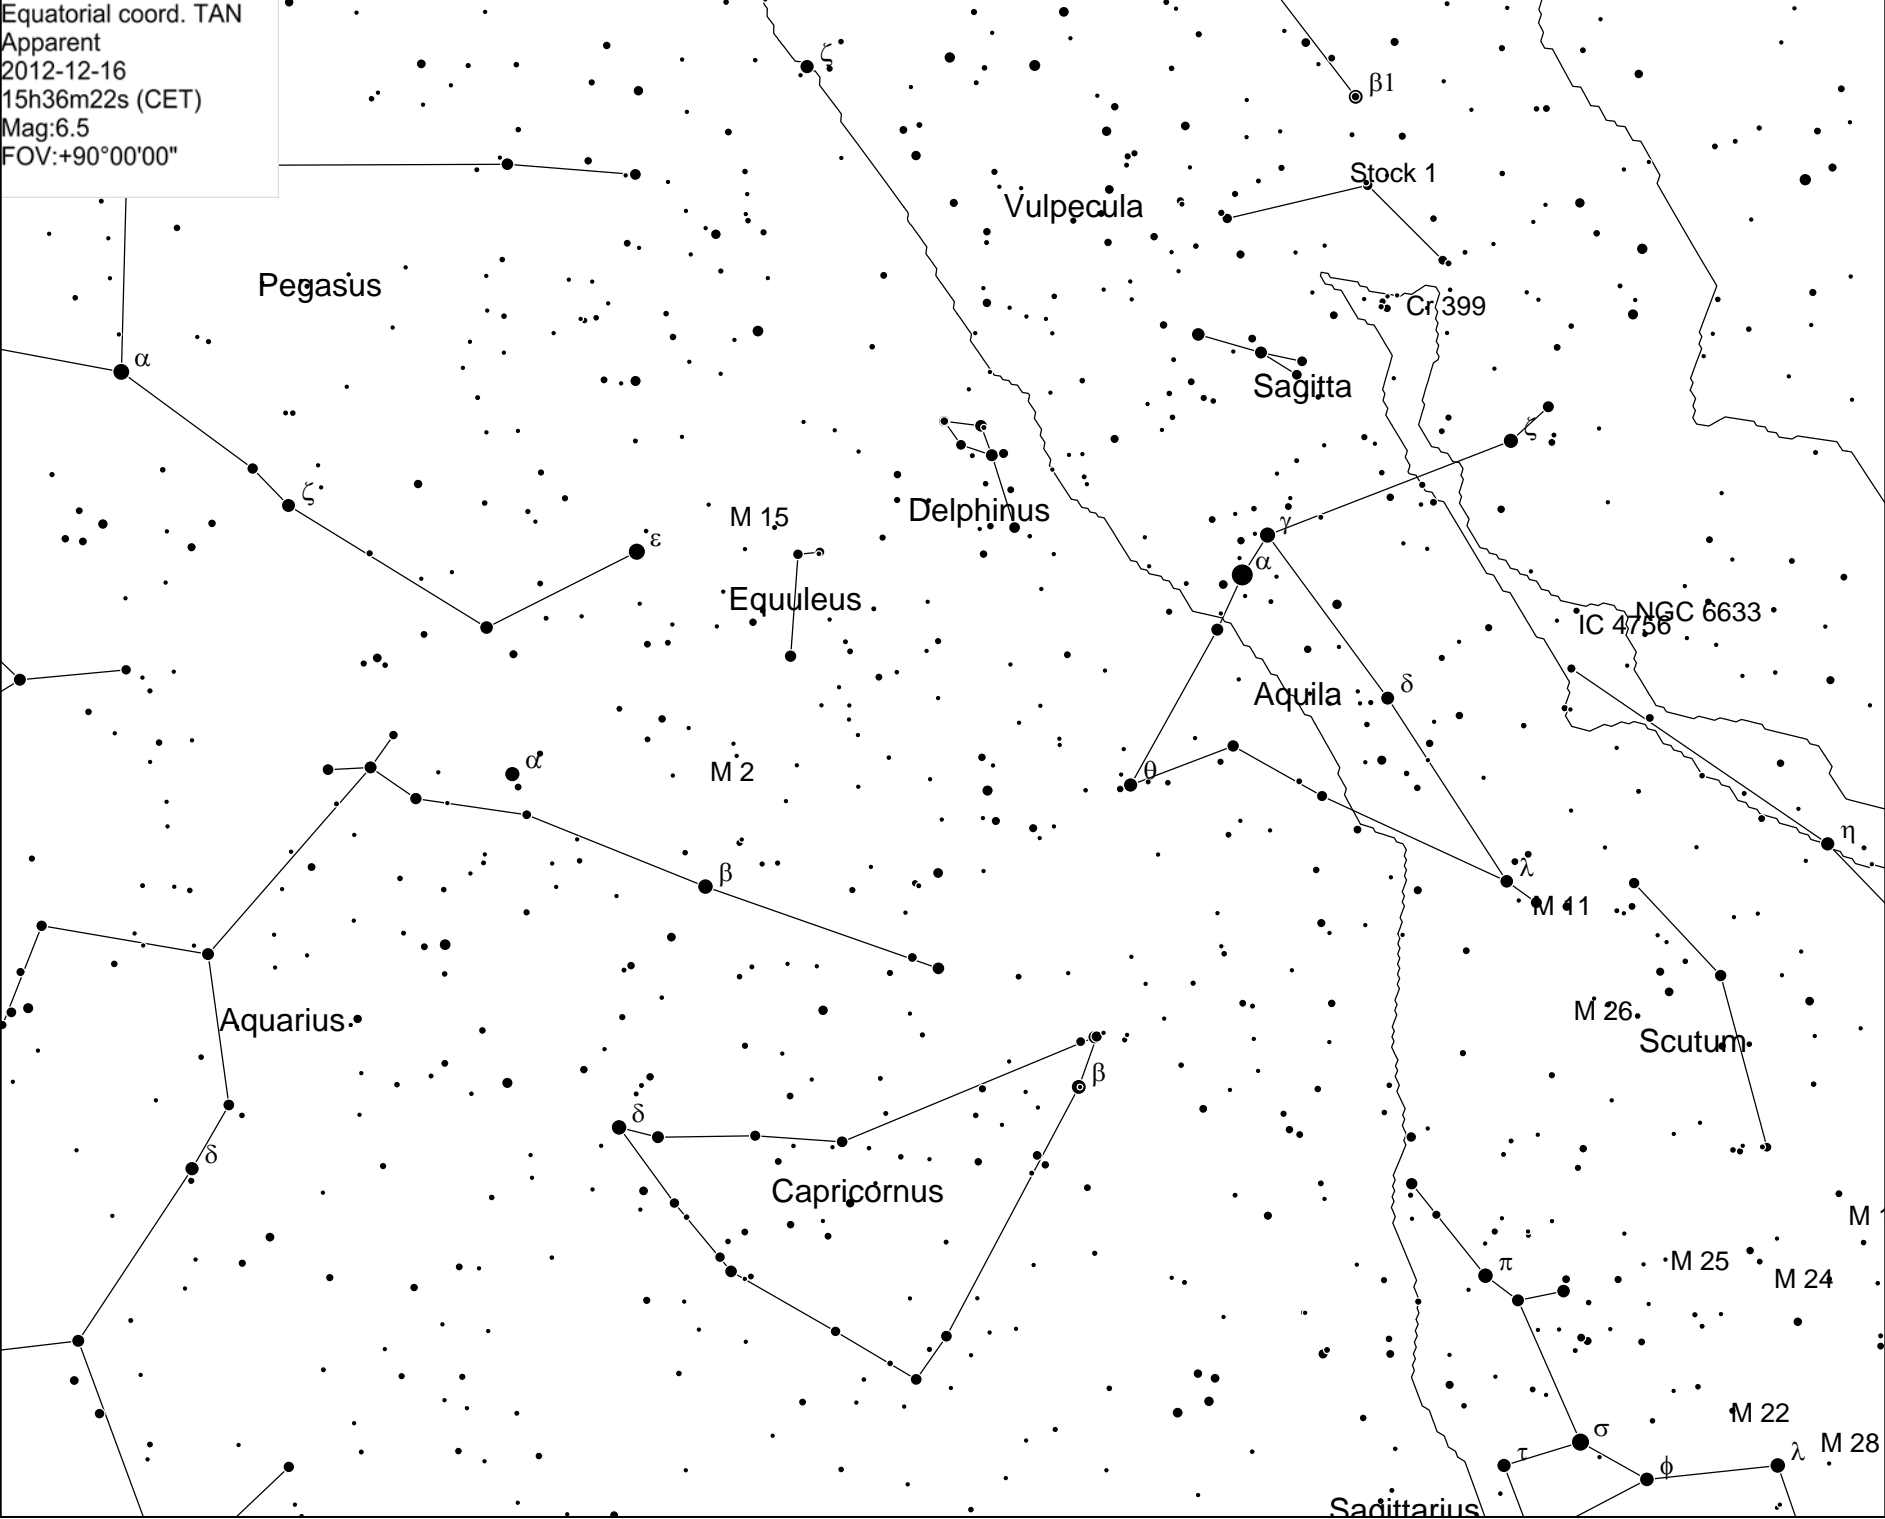 Equatorial coord. TAN
Apparent
2012-12-16
15h36m22s (CET)
Mag:6.5
FOV:+90°00'00"
ζ
β1
Stock 1
Vulpecula
Pegasus
Cr 399
α
Sagitta
ζ
ζ
M 15
Delphinus
γ
ε
α
Equuleus
NGC 6633
IC 4756
δ
Aquila
α
M 2
θ
η
β
λ
M 11
M 26
Aquarius
Scutum
β
δ
δ
Capricornus
M
π
M 25
M 24
M 22
σ
M 28
τ
ϕ
λ
Sagittarius